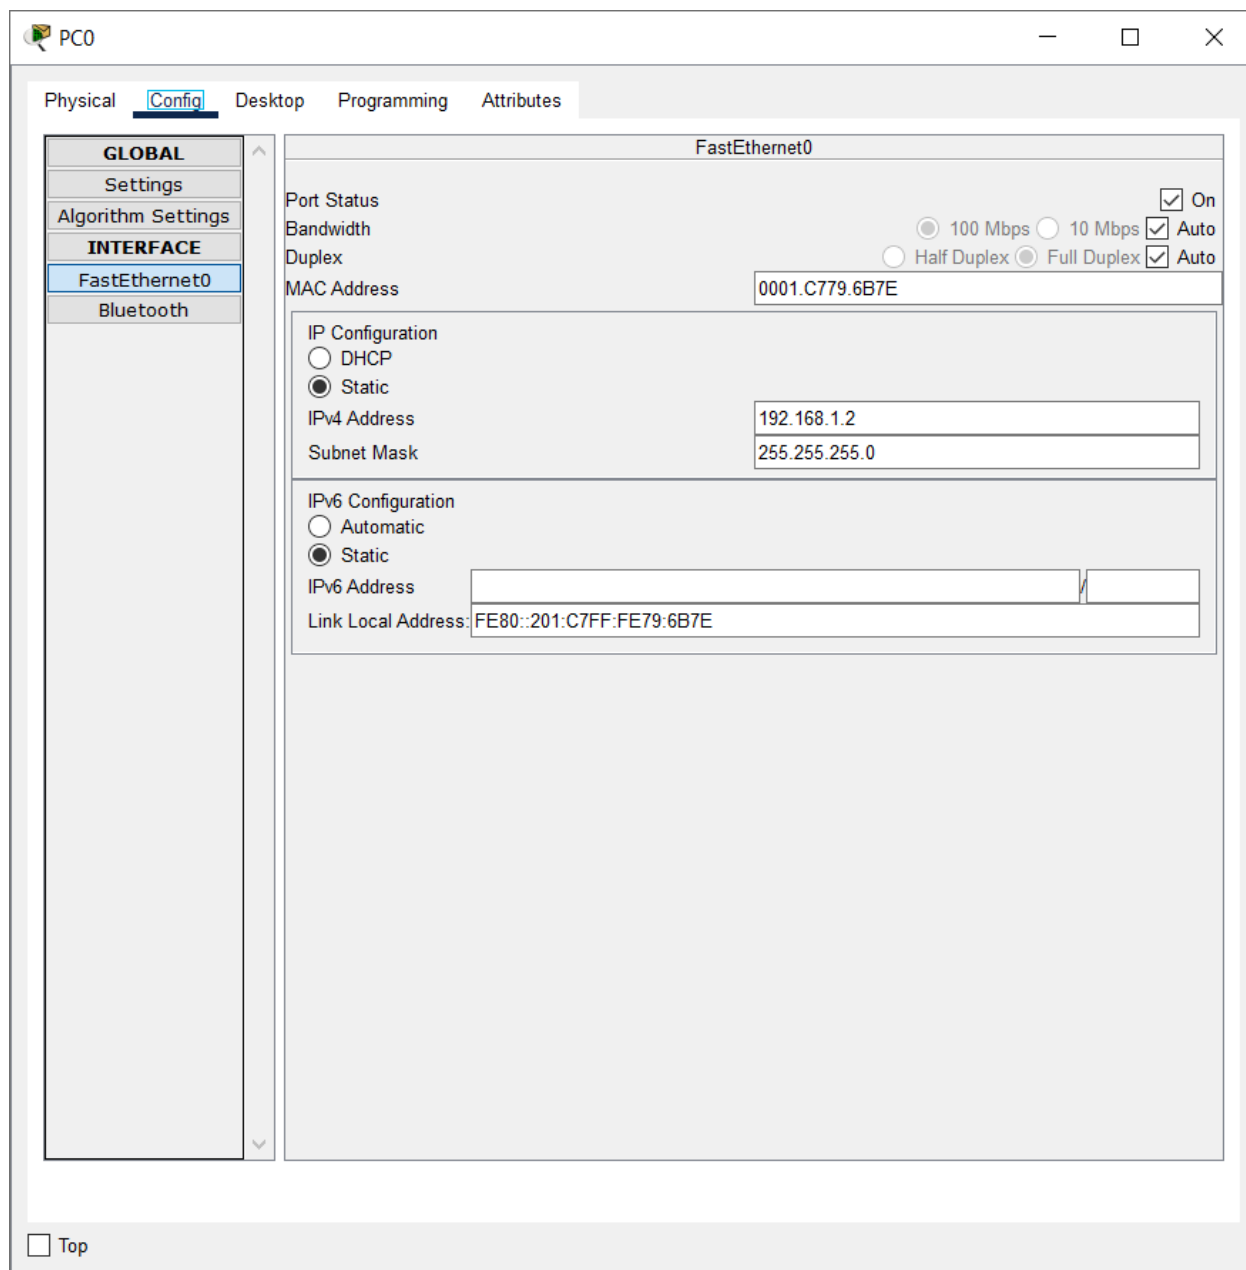 PC0
Physical Config Desktop Programming Attributes
GLOBAL
Settings
Algorithm Settings
INTERFACE
FastEthernet0
Bluetooth
FastEthernet0
Port Status On
Bandwidth 100 Mbps 10 Mbps Auto
Duplex Half Duplex Full Duplex Auto
MAC Address 0001.C779.6B7E
IP Configuration
DHCP
Static
IPv4 Address 192.168.1.2
Subnet Mask 255.255.255.0
IPv6 Configuration
Automatic
Static
IPv6 Address /
Link Local Address: FE80::201:C7FF:FE79:6B7E
Top